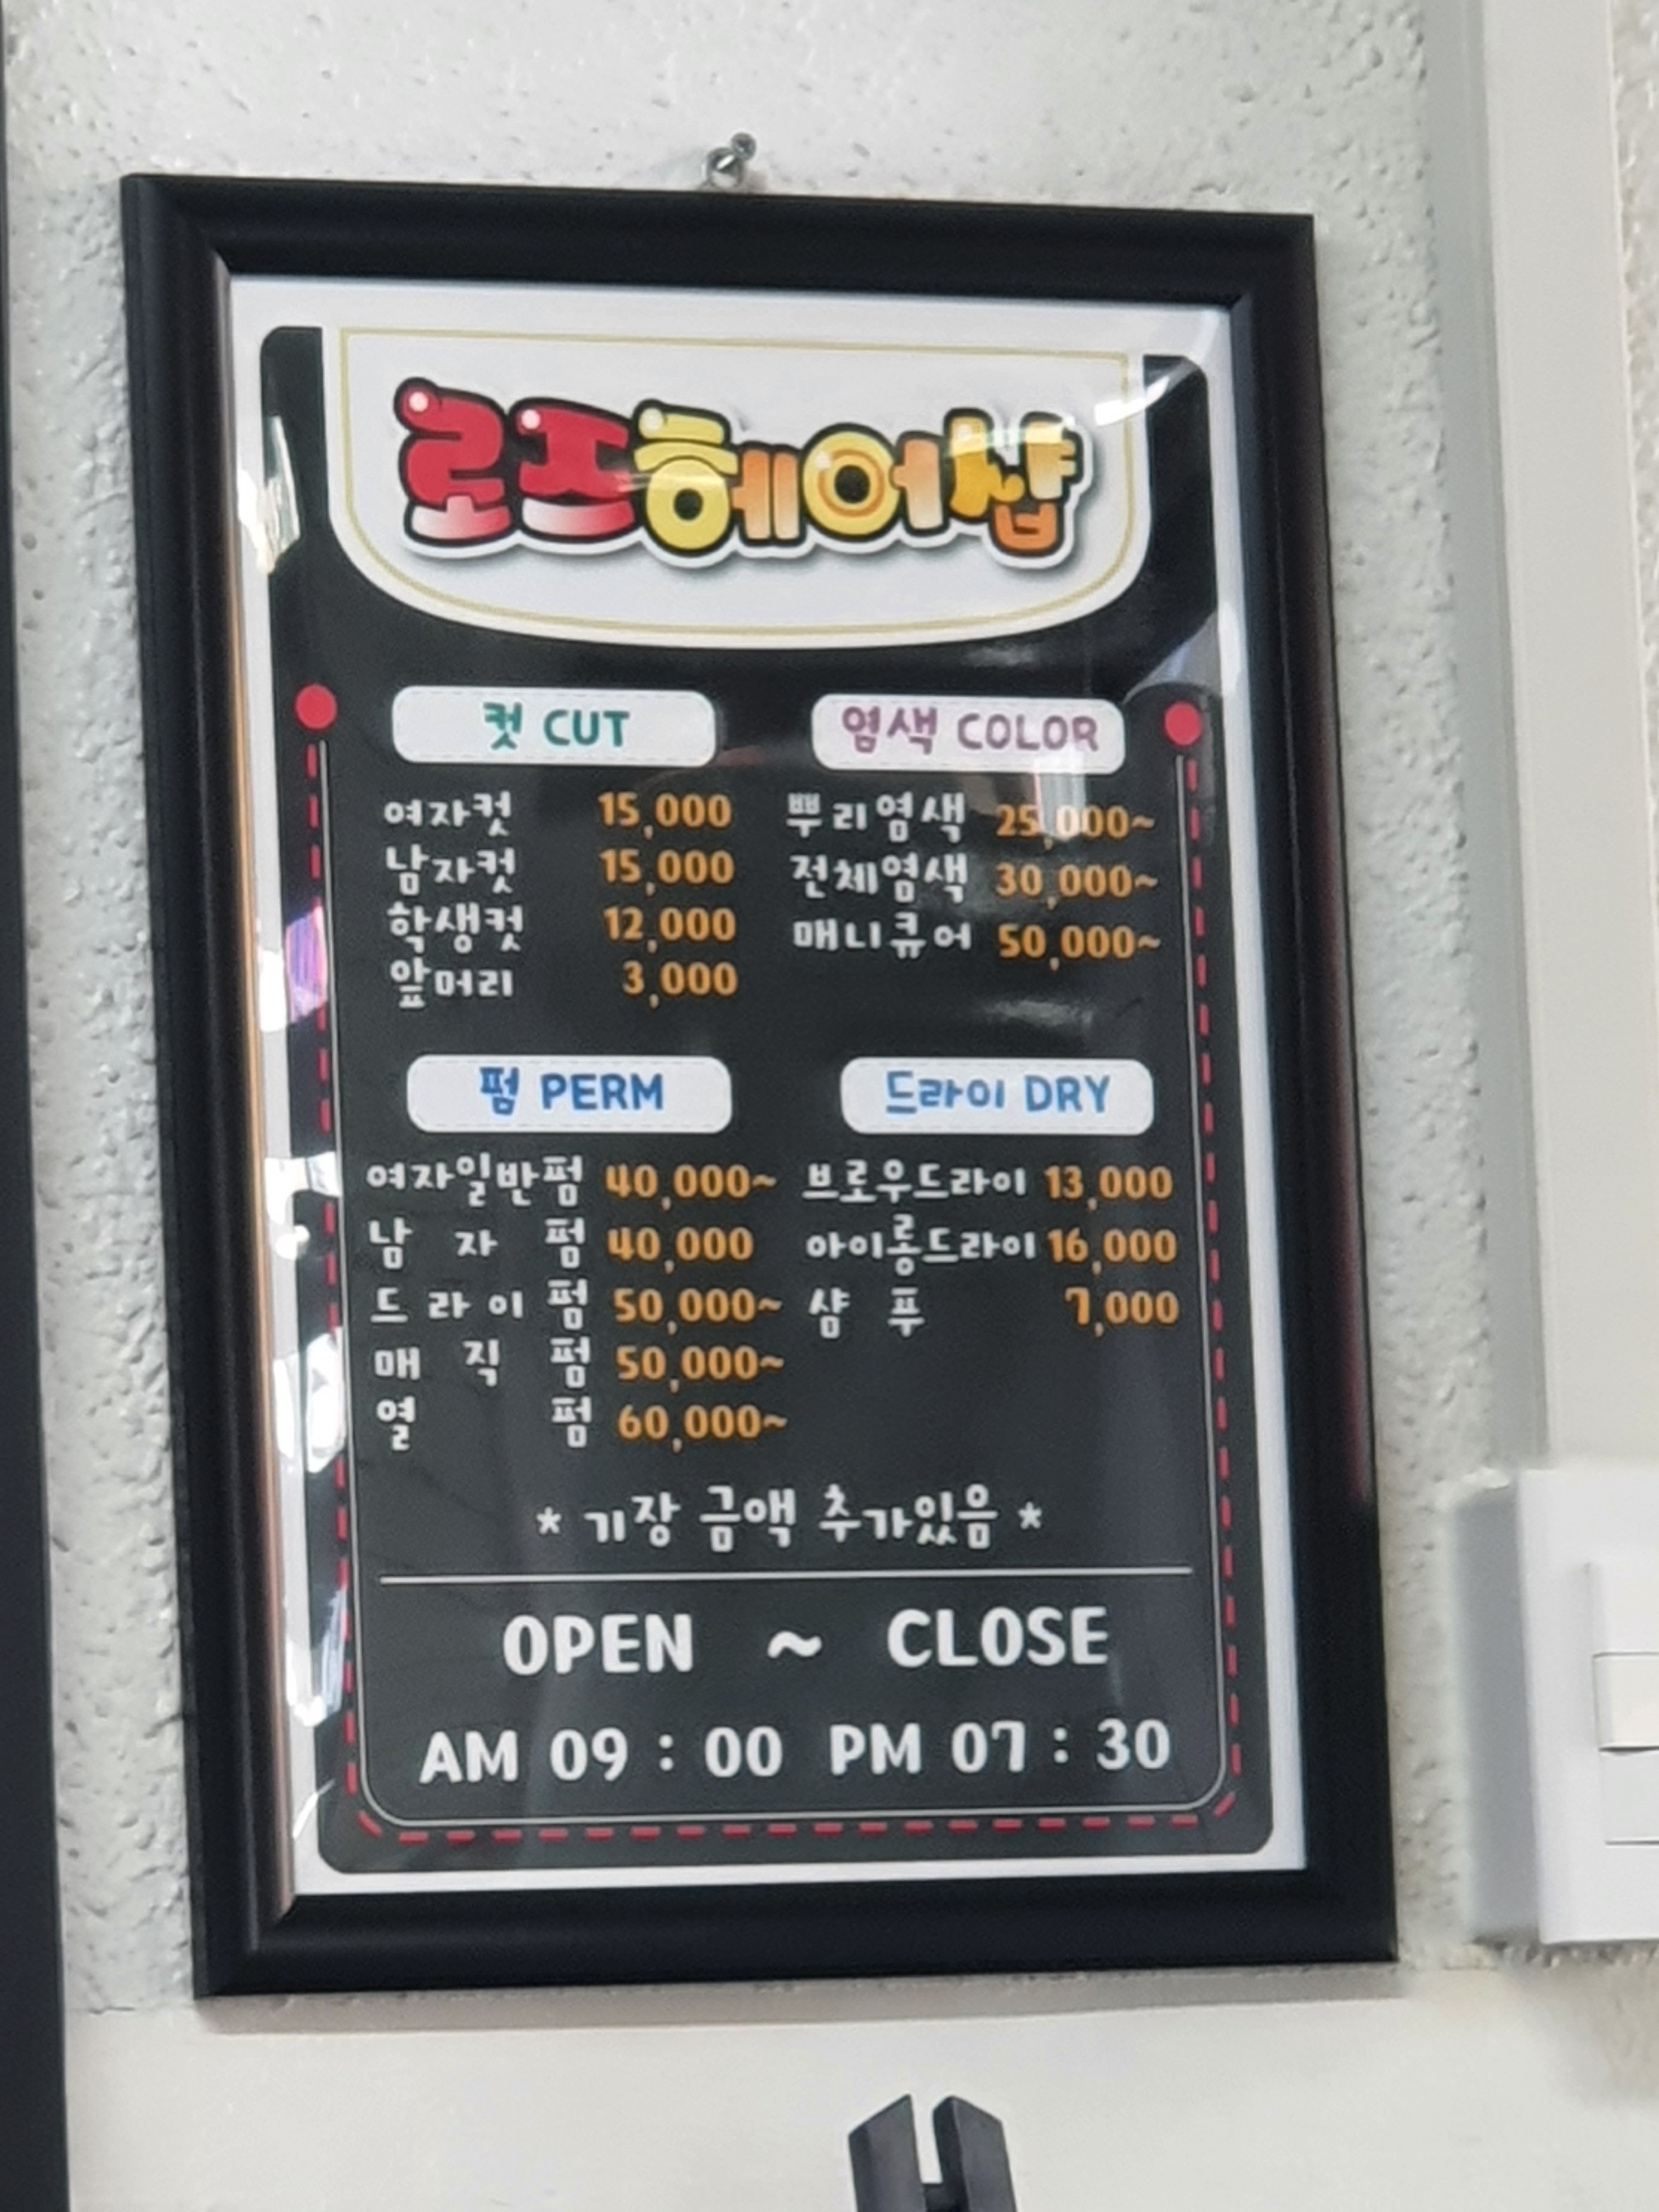 로즈헤어샵
컷 CUT
여자컷 15,000
남자컷 15,000
학생컷 12,000
앞머리 3,000
염색 COLOR
뿌리염색 25,000~
전체염색 30,000~
매니큐어 50,000~
펌 PERM
여자일반펌 40,000~
남 자 펌 40,000
드 라 이 펌 50,000~
매 직 펌 50,000~
열 펌 60,000~
드라이 DRY
브로우드라이 13,000
아이롱드라이 16,000
샴 푸 7,000
* 기장 금액 추가있음 *
OPEN ~ CLOSE
AM 09 : 00 PM 07 : 30